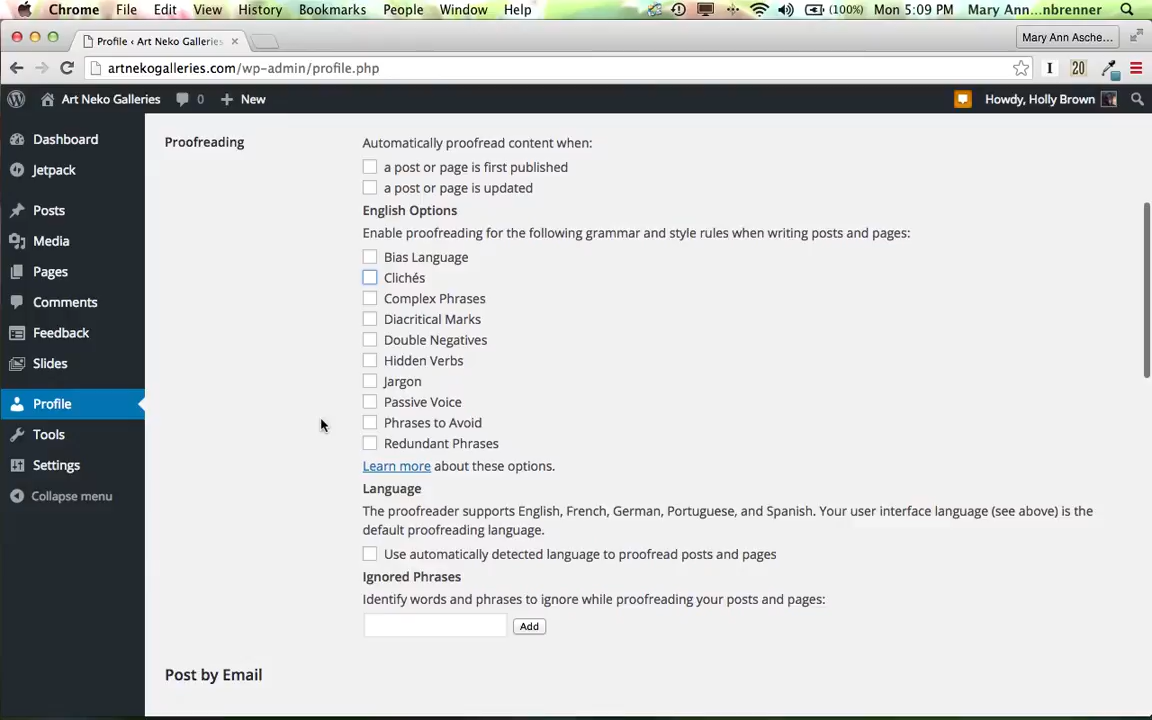 Chrome File Edit View History Bookmarks People Window Help (100%) Mon 5:09 PM Mary Ann...nbrenner
Profile ‹ Art Neko Galleries Mary Ann Asche...
artnekogalleries.com/wp-admin/profile.php 20
Art Neko Galleries 0 New Howdy, Holly Brown
Dashboard
Jetpack
Posts
Media
Pages
Comments
Feedback
Slides
Profile
Tools
Settings
Collapse menu
Proofreading
Automatically proofread content when:
a post or page is first published
a post or page is updated
English Options
Enable proofreading for the following grammar and style rules when writing posts and pages:
Bias Language
Clichés
Complex Phrases
Diacritical Marks
Double Negatives
Hidden Verbs
Jargon
Passive Voice
Phrases to Avoid
Redundant Phrases
Learn more about these options.
Language
The proofreader supports English, French, German, Portuguese, and Spanish. Your user interface language (see above) is the
default proofreading language.
Use automatically detected language to proofread posts and pages
Ignored Phrases
Identify words and phrases to ignore while proofreading your posts and pages:
Add
Post by Email